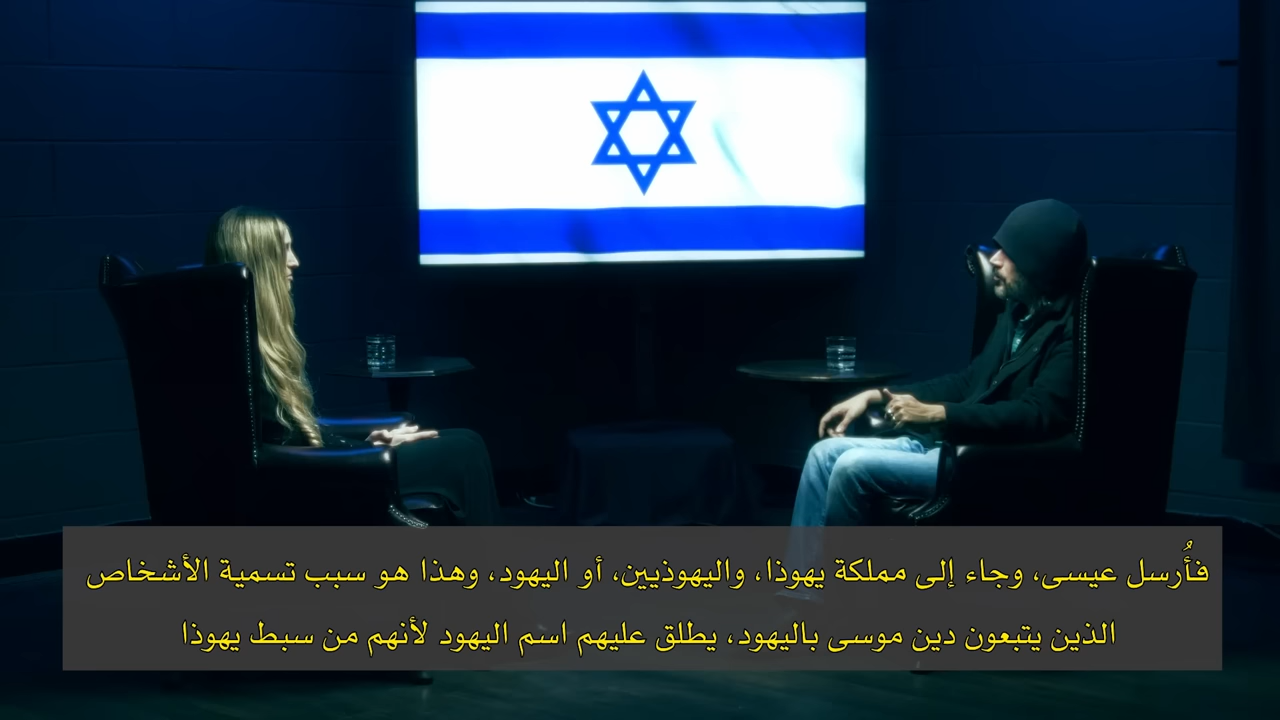 فأُرسل عيسى، وجاء إلى مملكة يهوذا، واليهوذيين، أو اليهود، وهذا هو سبب تسمية الأشخاص
الذين يتبعون دين موسى باليهود، يطلق عليهم اسم اليهود لأنهم من سبط يهوذا